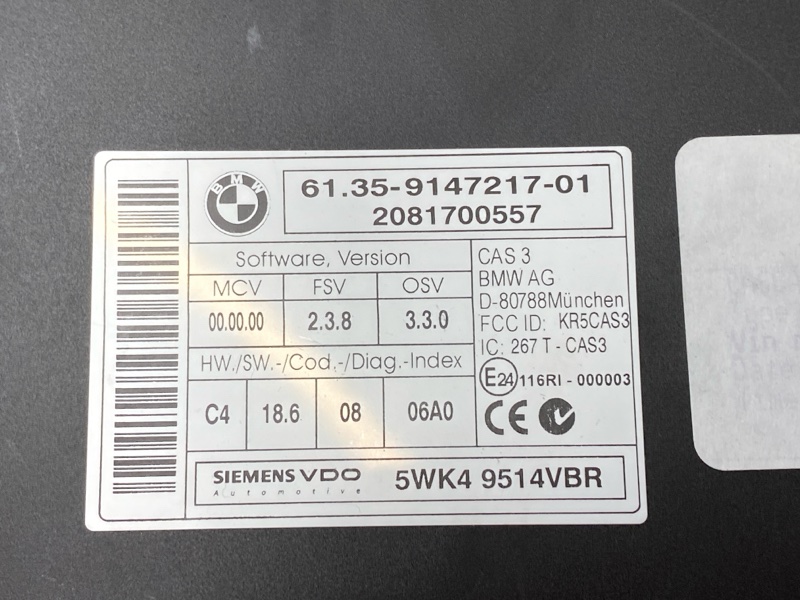 BMW
61.35-9147217-01
2081700557
Software, Version
MCV FSV OSV
00.00.00 2.3.8 3.3.0
HW./SW.-/Cod.-/Diag.-Index
C4 18.6 08 06A0
CAS 3
BMW AG
D-80788München
FCC ID: KR5CAS3
IC: 267 T - CAS3
E24 116RI - 000003
CE
SIEMENS VDO
Automotive
5WK4 9514VBR
Vin